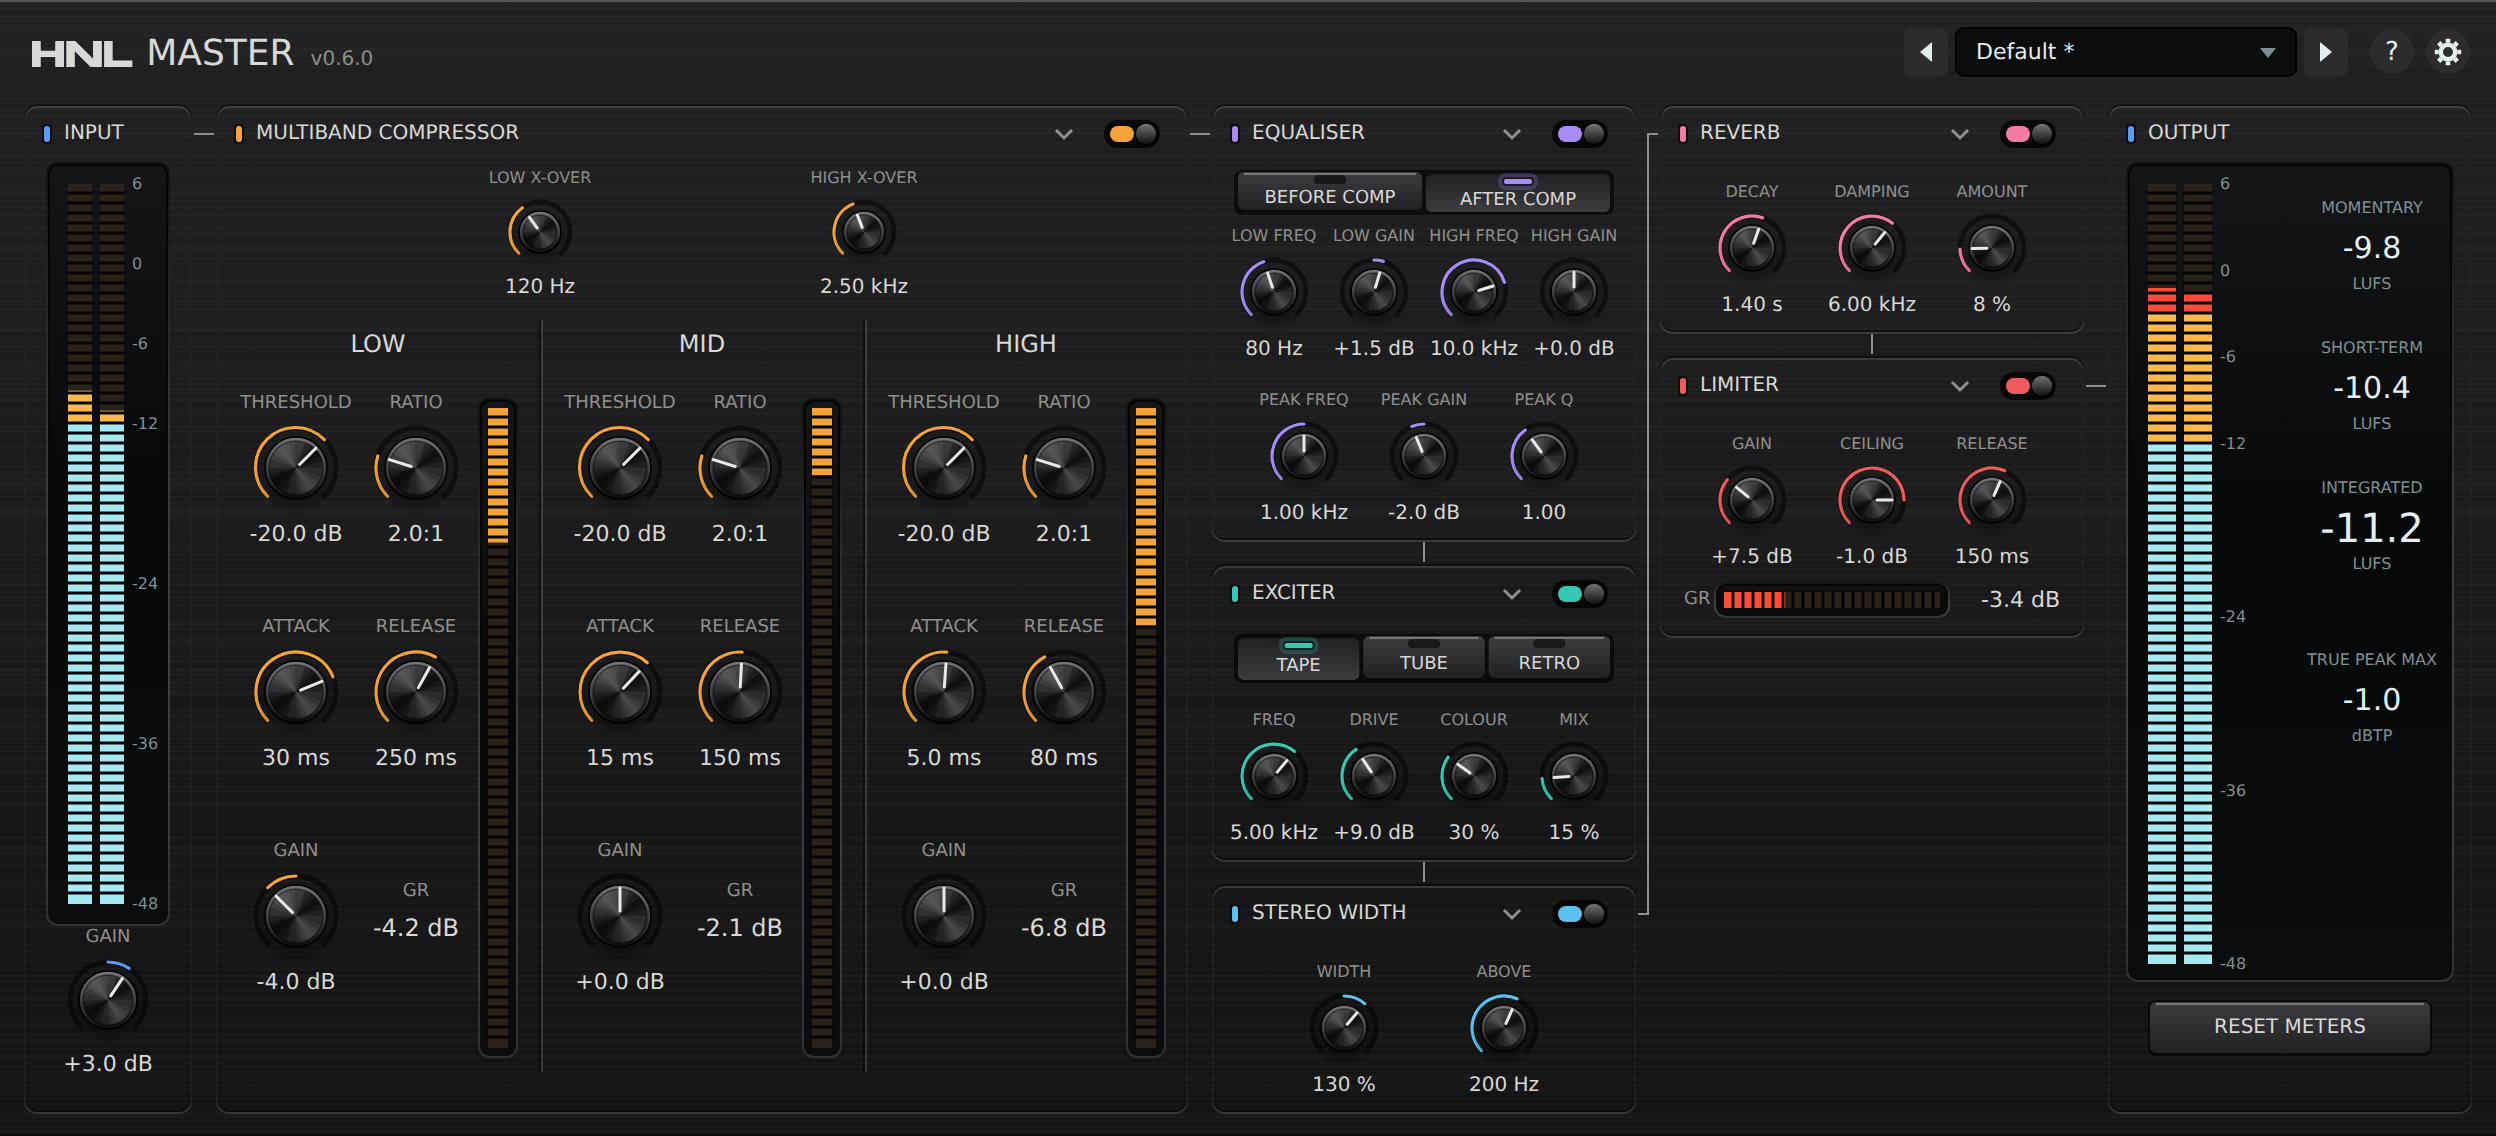 HNL MASTER v0.6.0
Default *
?
INPUT
6
0
-6
-12
-24
-36
-48
GAIN
+3.0 dB
MULTIBAND COMPRESSOR
LOW X-OVER HIGH X-OVER
120 Hz 2.50 kHz
LOW
THRESHOLD RATIO
-20.0 dB 2.0:1
ATTACK RELEASE
30 ms 250 ms
GAIN
GR
-4.2 dB
-4.0 dB
MID
THRESHOLD RATIO
-20.0 dB 2.0:1
ATTACK RELEASE
15 ms 150 ms
GAIN
GR
-2.1 dB
+0.0 dB
HIGH
THRESHOLD RATIO
-20.0 dB 2.0:1
ATTACK RELEASE
5.0 ms 80 ms
GAIN
GR
-6.8 dB
+0.0 dB
EQUALISER
BEFORE COMP AFTER COMP
LOW FREQ LOW GAIN HIGH FREQ HIGH GAIN
80 Hz +1.5 dB 10.0 kHz +0.0 dB
PEAK FREQ PEAK GAIN PEAK Q
1.00 kHz -2.0 dB 1.00
EXCITER
TAPE TUBE RETRO
FREQ DRIVE COLOUR MIX
5.00 kHz +9.0 dB 30 % 15 %
STEREO WIDTH
WIDTH ABOVE
130 % 200 Hz
REVERB
DECAY DAMPING AMOUNT
1.40 s 6.00 kHz 8 %
LIMITER
GAIN CEILING RELEASE
+7.5 dB -1.0 dB 150 ms
GR -3.4 dB
OUTPUT
6
0
-6
-12
-24
-36
-48
MOMENTARY
-9.8
LUFS
SHORT-TERM
-10.4
LUFS
INTEGRATED
-11.2
LUFS
TRUE PEAK MAX
-1.0
dBTP
RESET METERS